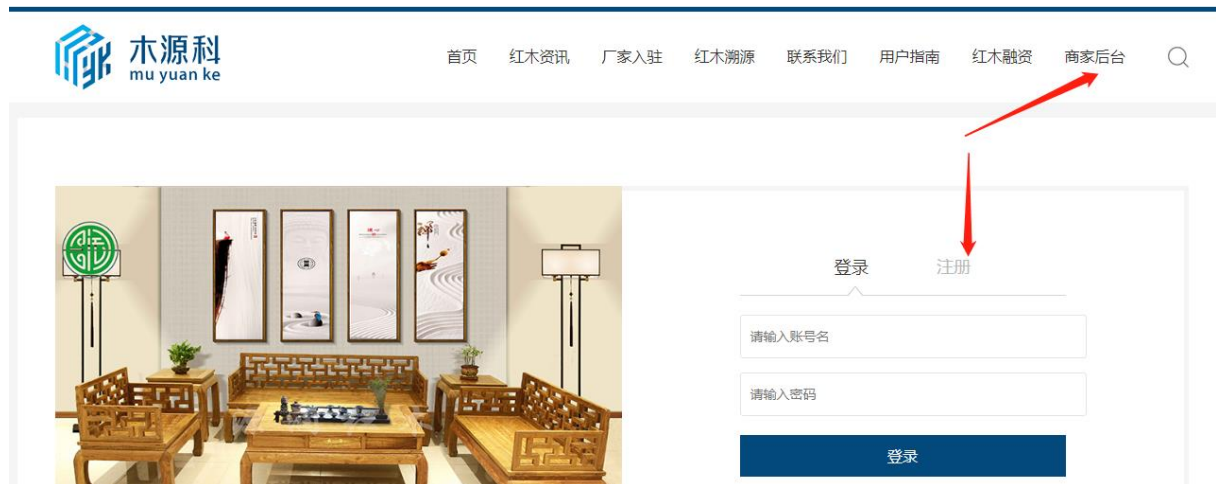 木源科
mu yuan ke
首页 红木资讯 厂家入驻 红木溯源 联系我们 用户指南 红木融资 商家后台
登录 注册
请输入账号名
请输入密码
登录